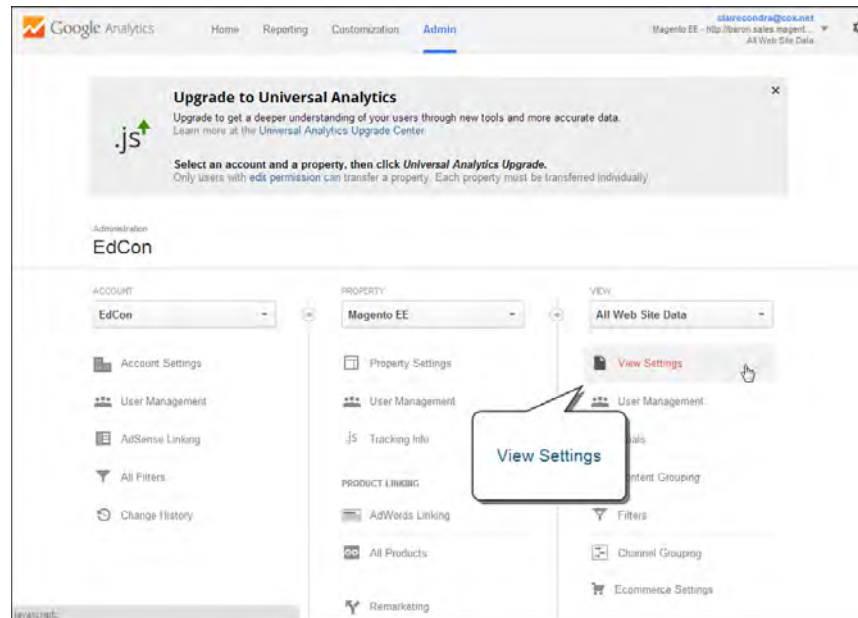 Google Analytics
Home Reporting Customization Admin
clairecondra@cox.net
Magento EE - http://baron.sales.magent...
All Web Site Data
Upgrade to Universal Analytics
Upgrade to get a deeper understanding of your users through new tools and more accurate data.
Learn more at the Universal Analytics Upgrade Center
.js
Select an account and a property, then click Universal Analytics Upgrade.
Only users with edit permission can transfer a property. Each property must be transferred individually.
Administration
EdCon
ACCOUNT
EdCon
Account Settings
User Management
AdSense Linking
All Filters
Change History
PROPERTY
Magento EE
Property Settings
User Management
.js Tracking Info
PRODUCT LINKING
AdWords Linking
All Products
Remarketing
VIEW
All Web Site Data
View Settings
User Management
View Settings
Filters
Channel Grouping
Ecommerce Settings